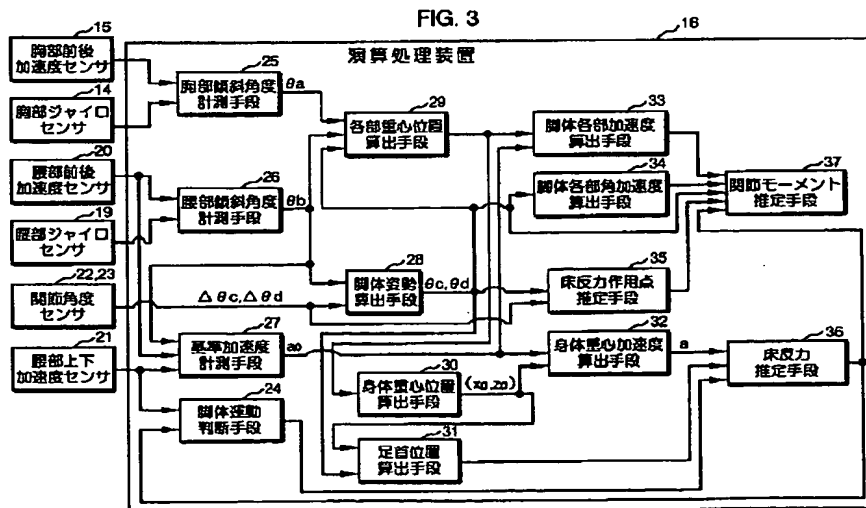 FIG. 3
16
演算処理装置
15
胸部前後
加速度センサ
14
胸部ジャイロ
センサ
20
腰部前後
加速度センサ
19
腰部ジャイロ
センサ
22,23
関節角度
センサ
21
腰部上下
加速度センサ
25
胸部傾斜角度
計測手段
θa
26
腰部傾斜角度
計測手段
θb
Δθc,Δθd
27
基準加速度
計測手段
a0
24
脚体運動
判断手段
29
各部重心位置
算出手段
28
脚体姿勢
算出手段
θc,θd
30
身体重心位置
算出手段
(x0,z0)
31
足首位置
算出手段
33
脚体各部加速度
算出手段
34
脚体各部角加速度
算出手段
35
床反力作用点
推定手段
32
身体重心加速度
算出手段
a
37
関節モーメント
推定手段
36
床反力
推定手段